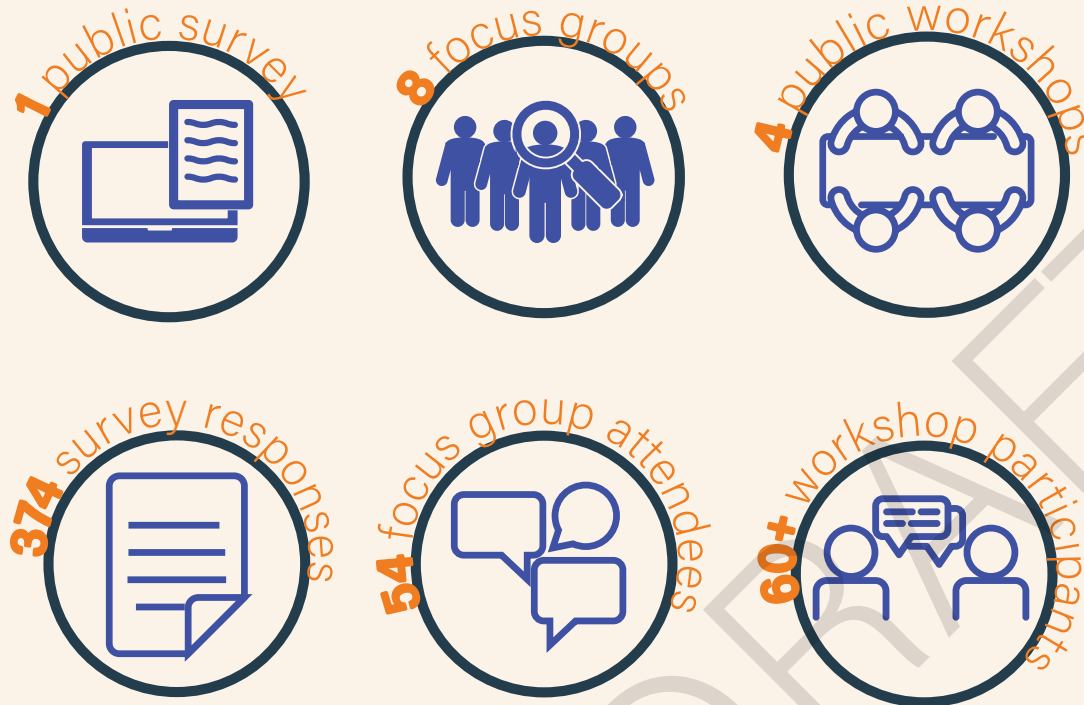 1 public survey
8 focus groups
4 public workshops
374 survey responses
54 focus group attendees
60+ workshop participants
DRAFT